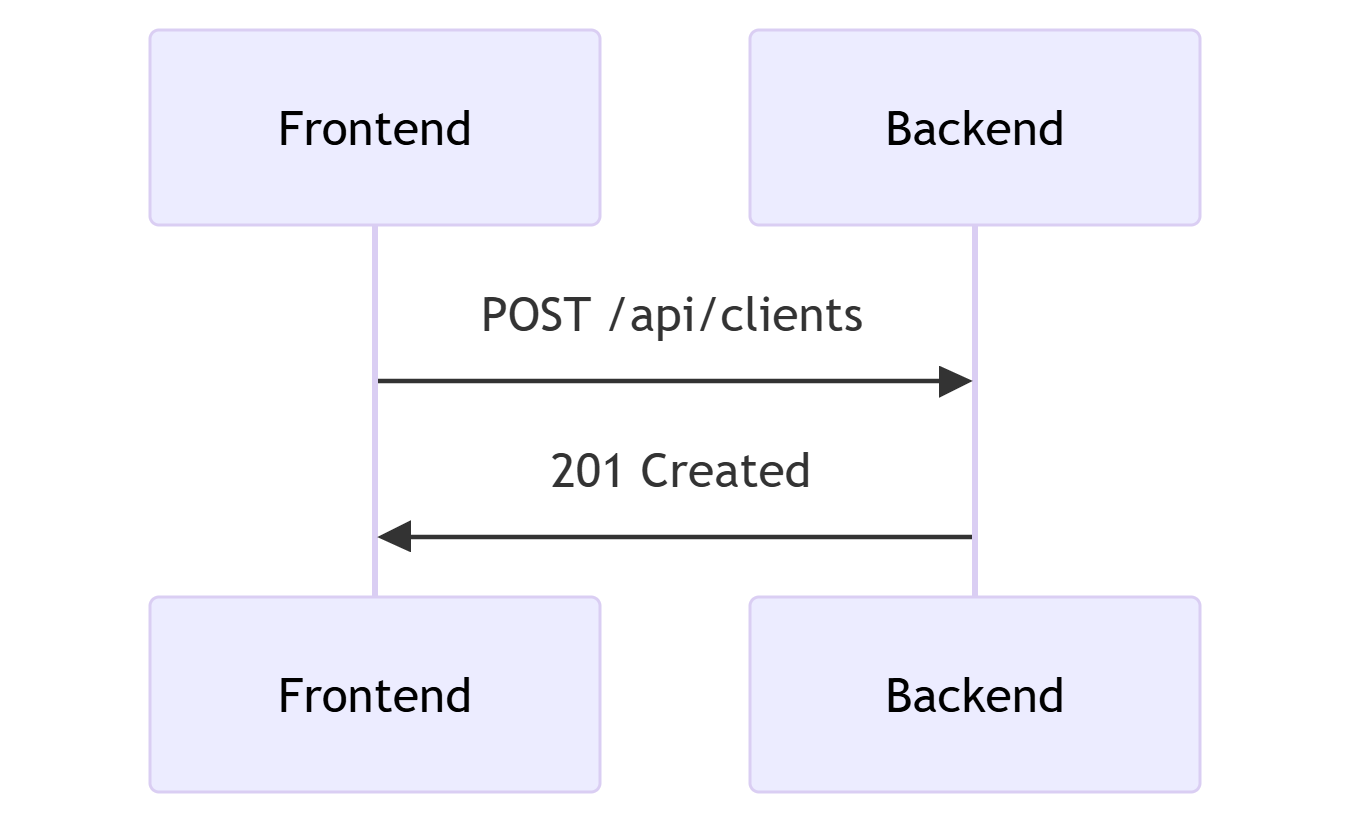 Frontend
Backend
POST /api/clients
201 Created
Frontend
Backend